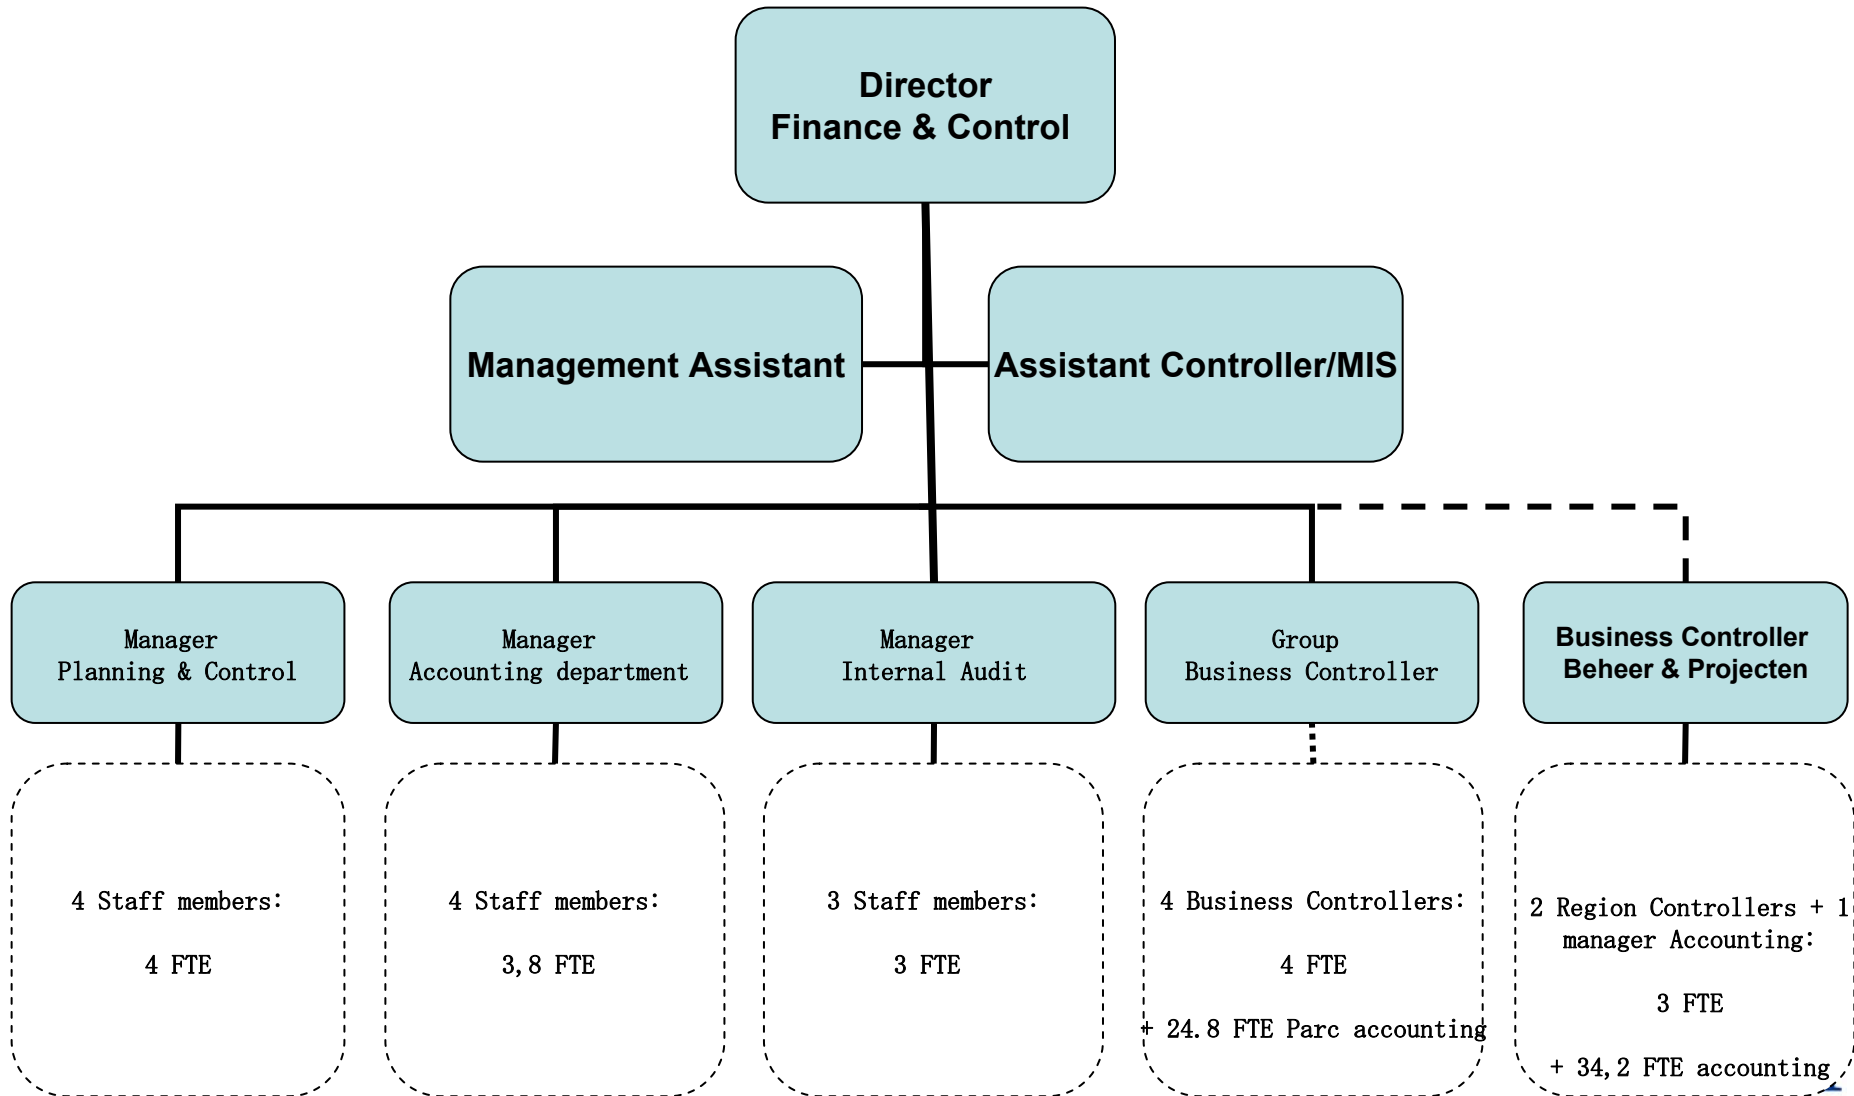 Director
Finance & Control
Management Assistant
Assistant Controller/MIS
Manager
Planning & Control
Manager
Accounting department
Manager
Internal Audit
Group
Business Controller
Business Controller
Beheer & Projecten
4 Staff members:
4 FTE
4 Staff members:
3,8 FTE
3 Staff members:
3 FTE
4 Business Controllers:
4 FTE
+ 24.8 FTE Parc accounting
2 Region Controllers + 1
manager Accounting:
3 FTE
+ 34,2 FTE accounting